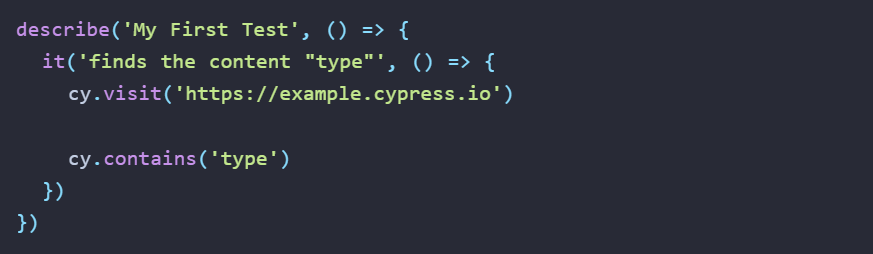 describe('My First Test', () => {
  it('finds the content "type"', () => {
    cy.visit('https://example.cypress.io')

    cy.contains('type')
  })
})